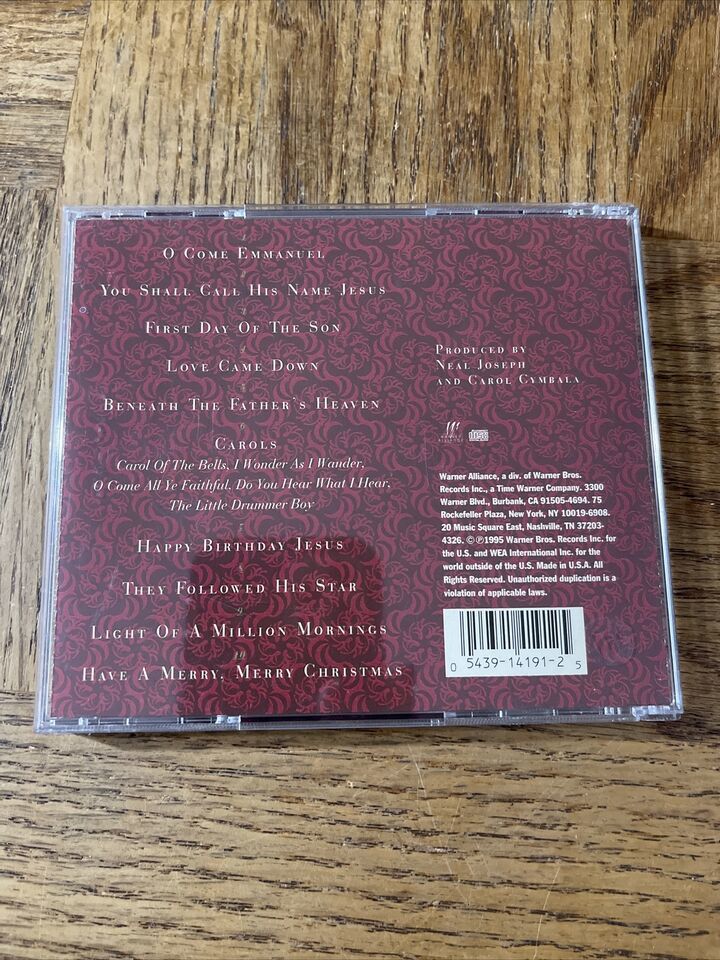 O Come Emmanuel
You Shall Call His Name Jesus
First Day Of The Son
Love Came Down
Beneath The Father's Heaven
6
Carols
Carol Of The Bells, I Wonder As I Wander,
O Come All Ye Faithful, Do You Hear What I Hear,
The Little Drummer Boy
Happy Birthday Jesus
8
They Followed His Star
9
Light Of A Million Mornings
10
Have A Merry, Merry Christmas
Produced by
Neal Joseph
and Carol Cymbala
Warner Alliance, a div. of Warner Bros.
Records Inc., a Time Warner Company. 3300
Warner Blvd., Burbank, CA 91505-4694. 75
Rockefeller Plaza, New York, NY 10019-6908.
20 Music Square East, Nashville, TN 37203-
4326. ©℗1995 Warner Bros. Records Inc. for
the U.S. and WEA International Inc. for the
world outside of the U.S. Made in U.S.A. All
Rights Reserved. Unauthorized duplication is a
violation of applicable laws.
0 5439-14191-2 5